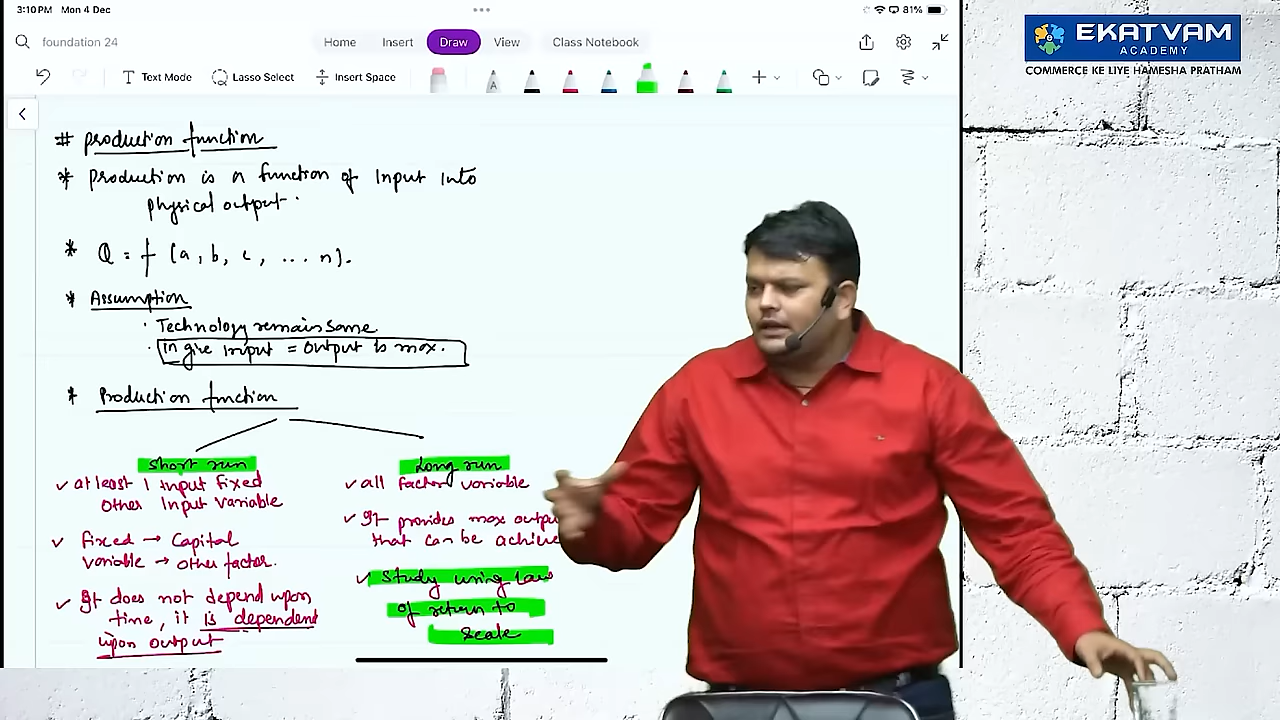 3:10 PM Mon 4 Dec
81%
foundation 24
Home Insert Draw View Class Notebook
Text Mode Lasso Select Insert Space
EKATVAM
ACADEMY
COMMERCE KE LIYE HAMESHA PRATHAM
# Production function
* Production is a function of Input into
physical output.
* Q = f (a, b, c, ... n).
* Assumption
· Technology remain same
· In give input = Output is max.
* Production function
Short run
✓ at least 1 input fixed
Other Input Variable
✓ fixed → Capital
variable → other factor.
✓ It does not depend upon
time, it is dependent
upon output
Long run
✓ all factor variable
✓ It provides max outpu
that can be achieve
✓ Study using Law
of return to
Scale